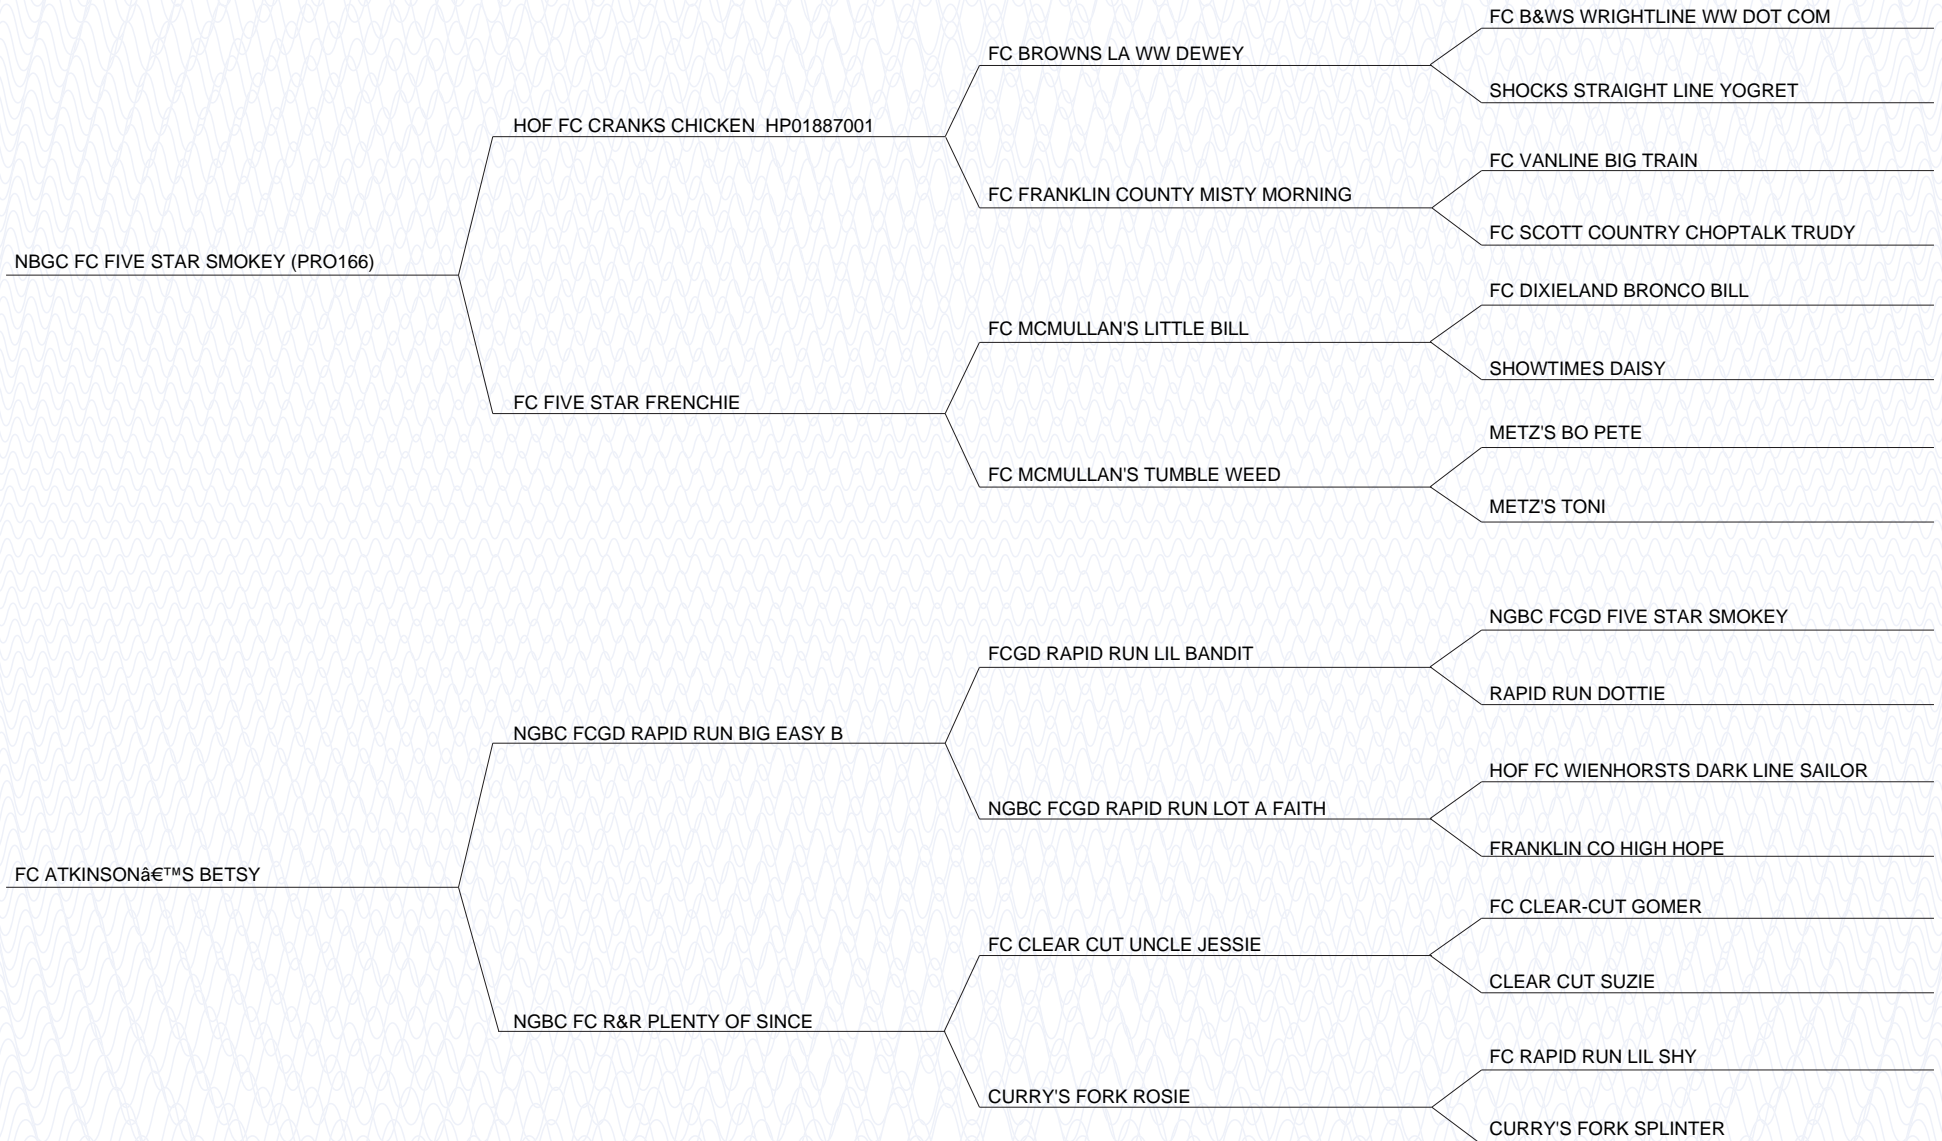 FC B&WS WRIGHTLINE WW DOT COM
FC BROWNS LA WW DEWEY
SHOCKS STRAIGHT LINE YOGRET
HOF FC CRANKS CHICKEN  HP01887001
FC VANLINE BIG TRAIN
FC FRANKLIN COUNTY MISTY MORNING
FC SCOTT COUNTRY CHOPTALK TRUDY
NBGC FC FIVE STAR SMOKEY (PRO166)
FC DIXIELAND BRONCO BILL
FC MCMULLAN'S LITTLE BILL
SHOWTIMES DAISY
FC FIVE STAR FRENCHIE
METZ'S BO PETE
FC MCMULLAN'S TUMBLE WEED
METZ'S TONI
NGBC FCGD FIVE STAR SMOKEY
FCGD RAPID RUN LIL BANDIT
RAPID RUN DOTTIE
NGBC FCGD RAPID RUN BIG EASY B
HOF FC WIENHORSTS DARK LINE SAILOR
NGBC FCGD RAPID RUN LOT A FAITH
FRANKLIN CO HIGH HOPE
FC ATKINSONâ€™S BETSY
FC CLEAR-CUT GOMER
FC CLEAR CUT UNCLE JESSIE
CLEAR CUT SUZIE
NGBC FC R&R PLENTY OF SINCE
FC RAPID RUN LIL SHY
CURRY'S FORK ROSIE
CURRY'S FORK SPLINTER